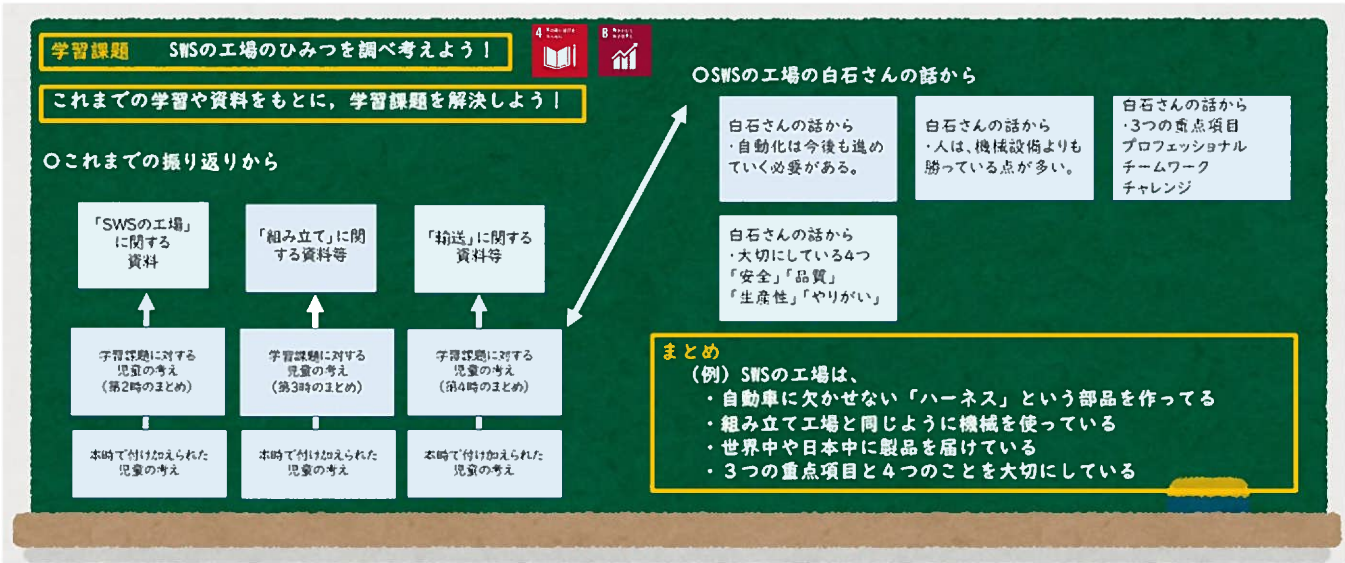 学習課題　SWSの工場のひみつを調べ考えよう！
これまでの学習や資料をもとに，学習課題を解決しよう！
〇これまでの振り返りから
「SWSの工場」
に関する
資料
「組み立て」に関
する資料等
「輸送」に関する
資料等
学習課題に対する
児童の考え
（第2時のまとめ）
学習課題に対する
児童の考え
（第3時のまとめ）
学習課題に対する
児童の考え
（第4時のまとめ）
本時で付け加えられた
児童の考え
本時で付け加えられた
児童の考え
本時で付け加えられた
児童の考え
4
8
〇SWSの工場の白石さんの話から
白石さんの話から
・自動化は今後も進め
ていく必要がある。
白石さんの話から
・人は、機械設備よりも
勝っている点が多い。
白石さんの話から
・3つの重点項目
プロフェッショナル
チームワーク
チャレンジ
白石さんの話から
・大切にしている4つ
「安全」「品質」
「生産性」「やりがい」
まとめ
（例）SWSの工場は、
・自動車に欠かせない「ハーネス」という部品を作ってる
・組み立て工場と同じように機械を使っている
・世界中や日本中に製品を届けている
・３つの重点項目と４つのことを大切にしている